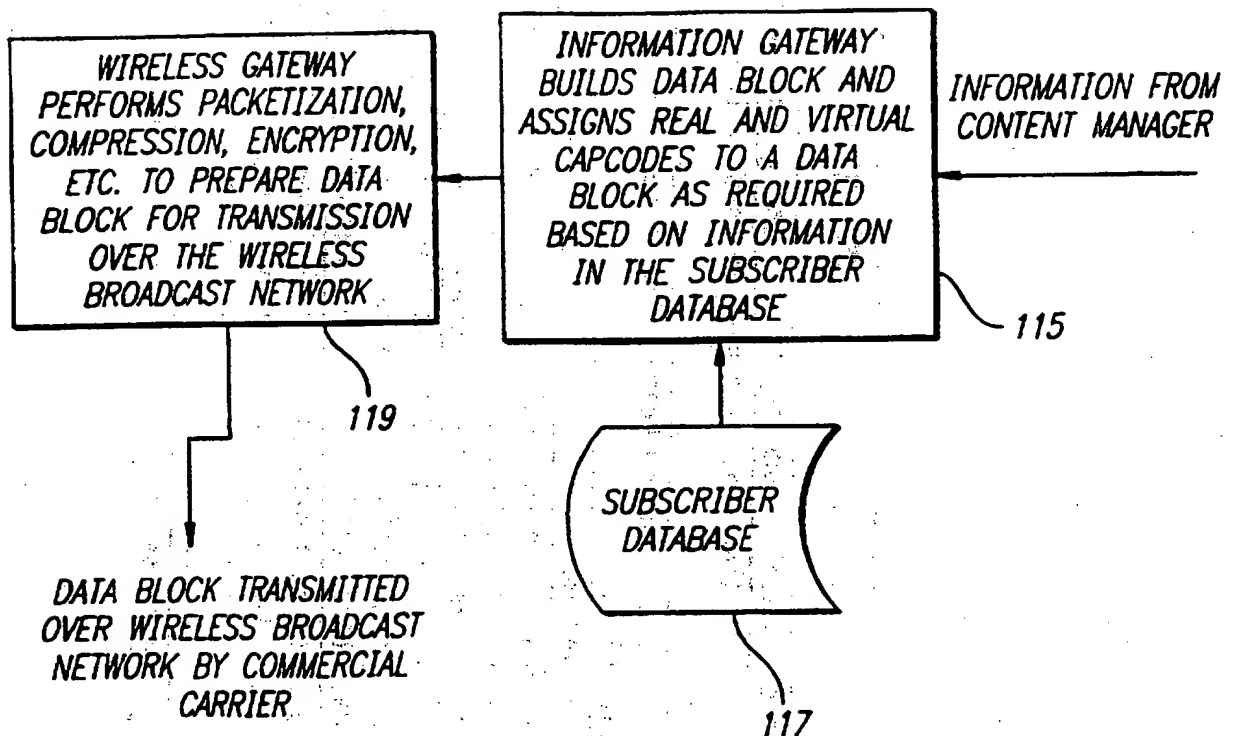 WIRELESS GATEWAY
PERFORMS PACKETIZATION,
COMPRESSION, ENCRYPTION,
ETC. TO PREPARE DATA
BLOCK FOR TRANSMISSION
OVER THE WIRELESS
BROADCAST NETWORK
119
INFORMATION GATEWAY
BUILDS DATA BLOCK AND
ASSIGNS REAL AND VIRTUAL
CAPCODES TO A DATA
BLOCK AS REQUIRED
BASED ON INFORMATION
IN THE SUBSCRIBER
DATABASE
115
INFORMATION FROM
CONTENT MANAGER
SUBSCRIBER
DATABASE
117
DATA BLOCK TRANSMITTED
OVER WIRELESS BROADCAST
NETWORK BY COMMERCIAL
CARRIER